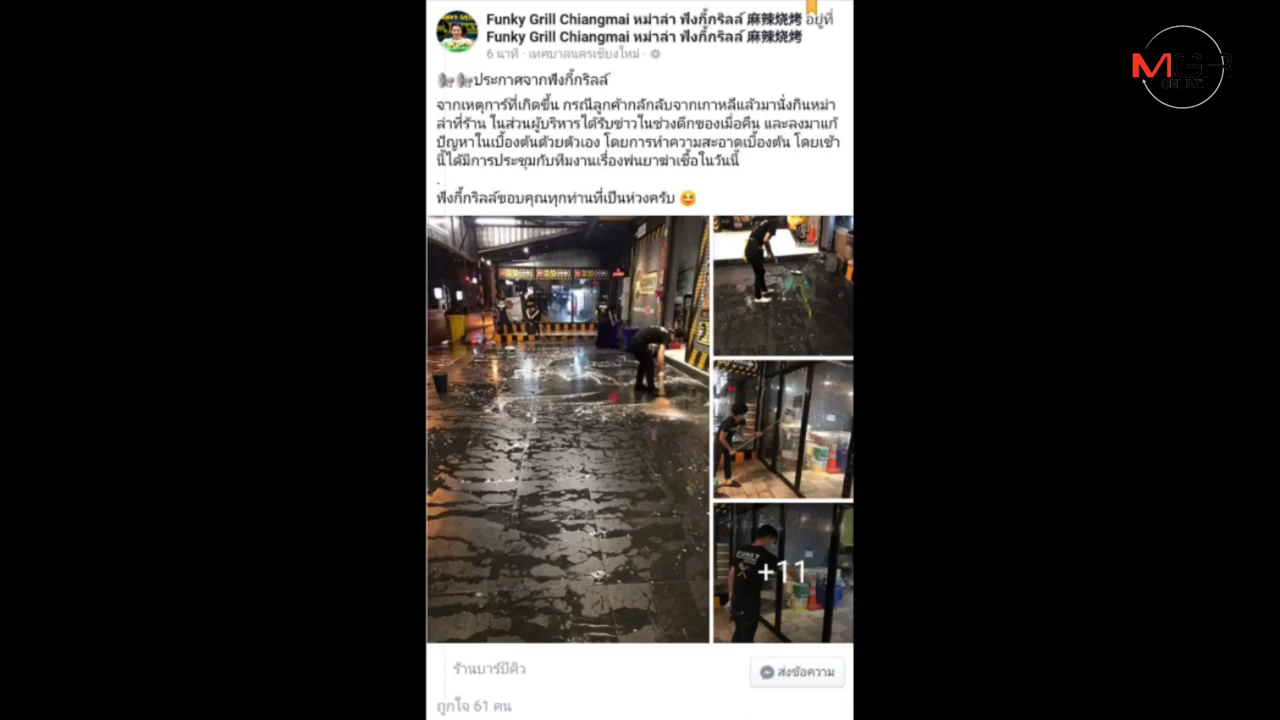 Funky Grill Chiangmai หม่าล่า ฟังกี้กริลล์ 麻辣烧烤 อยู่ที่
Funky Grill Chiangmai หม่าล่า ฟังกี้กริลล์ 麻辣烧烤
6 นาที · เทศบาลนครเชียงใหม่ ·
ประกาศจากฟังกี้กริลล์
จากเหตุการ์ที่เกิดขึ้น กรณีลูกค้ากลักลับจากเกาหลีแล้วมานั่งกินหม่า
ล่าที่ร้าน ในส่วนผู้บริหารได้รับข่าวในช่วงดึกของเมื่อคืน และลงมาแก้
ปัญหาในเบื้องต้นด้วยตัวเอง โดยการทำความสะอาดเบื้องต้น โดยเช้า
นี้ได้มีการประชุมกับทีมงานเรื่องพ่นยาฆ่าเชื้อในวันนี้
.
ฟังกี้กริลล์ขอบคุณทุกท่านที่เป็นห่วงครับ 😊
FUNKY
+11
ร้านบาร์บีคิว
ส่งข้อความ
ถูกใจ 61 คน
MGR
ONLINE